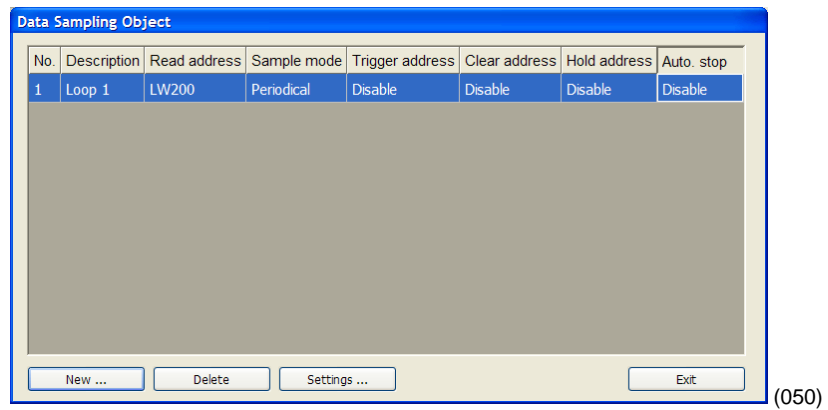 Data Sampling Object
No. Description Read address Sample mode Trigger address Clear address Hold address Auto. stop
1 Loop 1 LW200 Periodical Disable Disable Disable Disable
New ... Delete Settings ... Exit
(050)